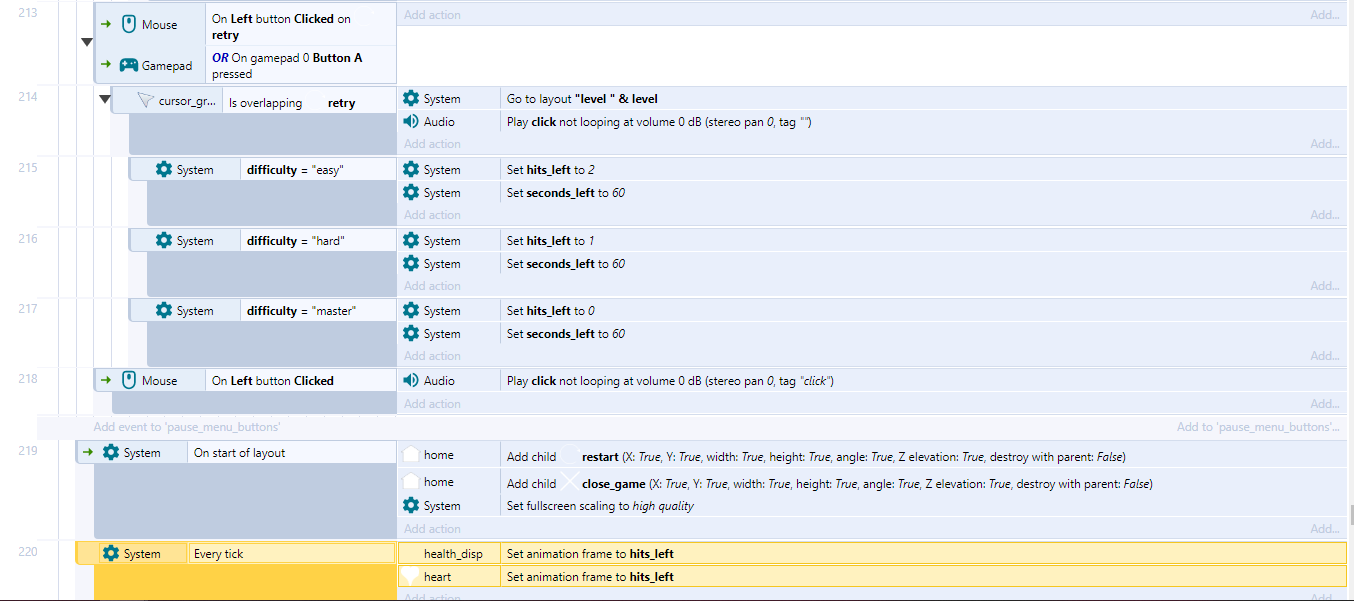 213
Mouse
On Left button Clicked on
retry
Add action
Add...
Gamepad
OR On gamepad 0 Button A
pressed
214
cursor_gr...
Is overlapping retry
System
Go to layout "level " & level
Audio
Play click not looping at volume 0 dB (stereo pan 0, tag "")
Add action
Add...
215
System
difficulty = "easy"
System
Set hits_left to 2
System
Set seconds_left to 60
Add action
Add...
216
System
difficulty = "hard"
System
Set hits_left to 1
System
Set seconds_left to 60
Add action
Add...
217
System
difficulty = "master"
System
Set hits_left to 0
System
Set seconds_left to 60
Add action
Add...
218
Mouse
On Left button Clicked
Audio
Play click not looping at volume 0 dB (stereo pan 0, tag "click")
Add action
Add...
Add event to 'pause_menu_buttons'
Add to 'pause_menu_buttons'...
219
System
On start of layout
home
Add child restart (X: True, Y: True, width: True, height: True, angle: True, Z elevation: True, destroy with parent: False)
home
Add child close_game (X: True, Y: True, width: True, height: True, angle: True, Z elevation: True, destroy with parent: False)
System
Set fullscreen scaling to high quality
Add action
Add...
220
System
Every tick
health_disp
Set animation frame to hits_left
heart
Set animation frame to hits_left
Add action
Add...